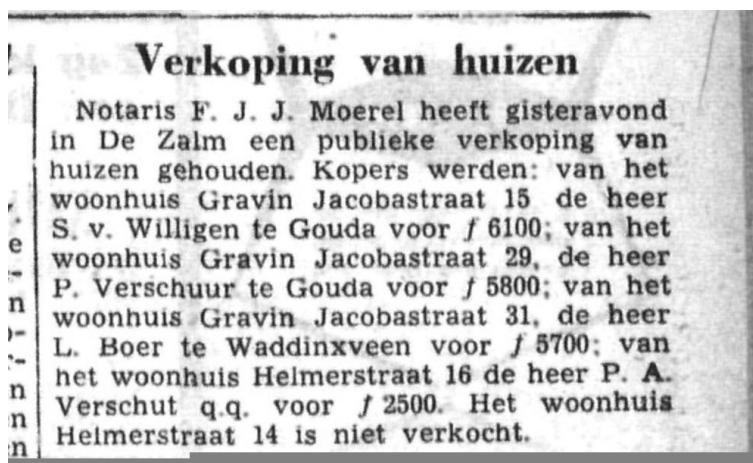 Verkoping van huizen
Notaris F. J. J. Moerel heeft gisteravond
in De Zalm een publieke verkoping van
huizen gehouden. Kopers werden: van het
woonhuis Gravin Jacobastraat 15 de heer
S. v. Willigen te Gouda voor ƒ 6100; van het
woonhuis Gravin Jacobastraat 29, de heer
P. Verschuur te Gouda voor ƒ 5800; van het
woonhuis Gravin Jacobastraat 31, de heer
L. Boer te Waddinxveen voor ƒ 5700; van
het woonhuis Helmerstraat 16 de heer P. A.
Verschut q.q. voor ƒ 2500. Het woonhuis
Helmerstraat 14 is niet verkocht.